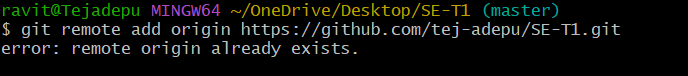 ravit@Tejadepu MINGW64 ~/OneDrive/Desktop/SE-T1 (master)
$ git remote add origin https://github.com/tej-adepu/SE-T1.git
error: remote origin already exists.